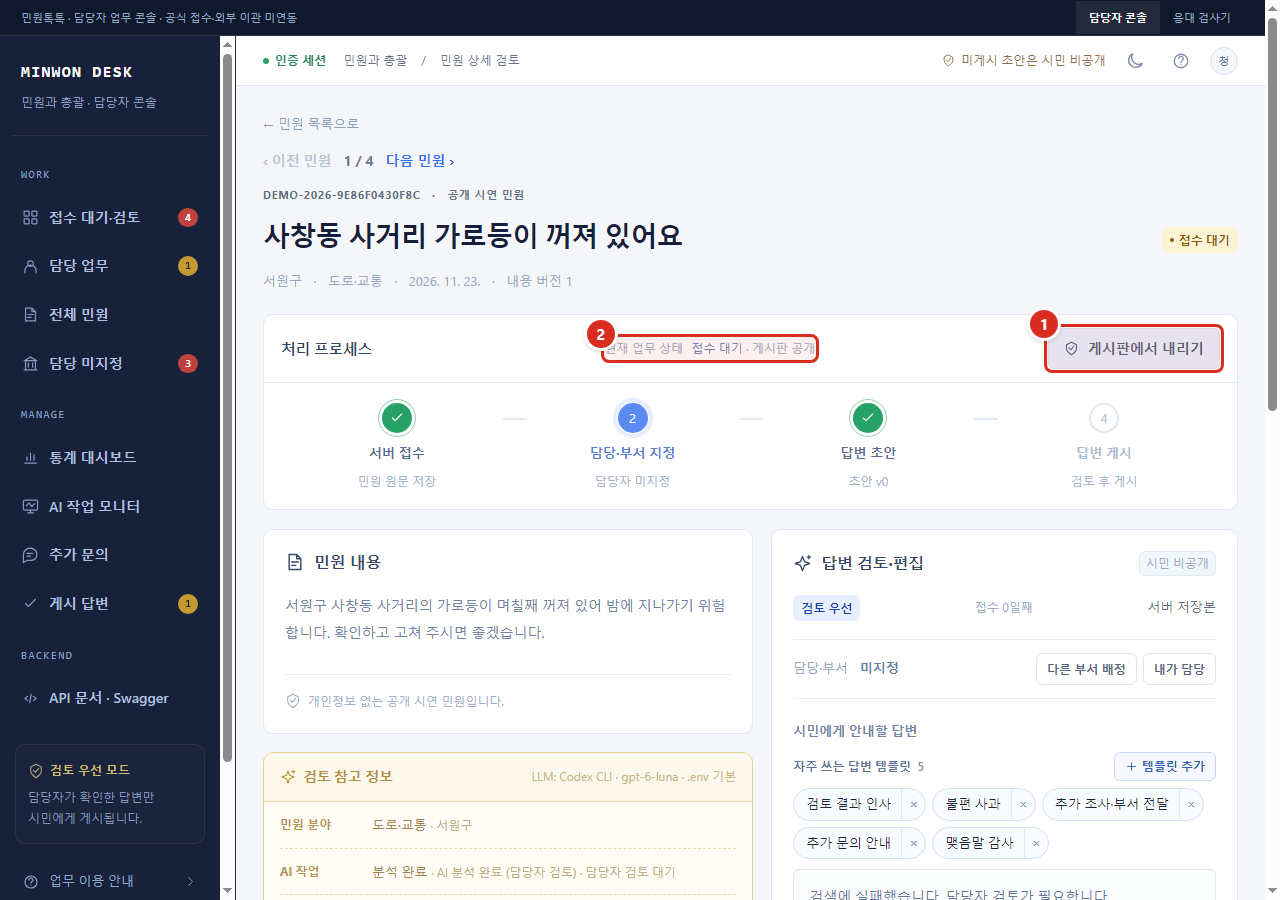 민원톡톡 · 담당자 업무 콘솔 · 공식 접수·외부 이관 미연동
담당자 콘솔
응대 검사기
MINWON DESK
민원과 총괄 · 담당자 콘솔
WORK
접수 대기·검토 4
담당 업무 1
전체 민원
담당 미지정 3
MANAGE
통계 대시보드
AI 작업 모니터
추가 문의
게시 답변 1
BACKEND
API 문서 · Swagger
검토 우선 모드
담당자가 확인한 답변만
시민에게 게시됩니다.
업무 이용 안내
인증 세션 민원과 총괄 / 민원 상세 검토
미게시 초안은 시민 비공개
청
← 민원 목록으로
‹ 이전 민원 1 / 4 다음 민원 ›
DEMO-2026-9E86F0430F8C · 공개 시연 민원
사창동 사거리 가로등이 꺼져 있어요
접수 대기
서원구 · 도로·교통 · 2026. 11. 23. · 내용 버전 1
처리 프로세스
2
현재 업무 상태 접수 대기 · 게시판 공개
1
게시판에서 내리기
서버 접수
민원 원문 저장
2
담당·부서 지정
담당자 미지정
답변 초안
초안 v0
4
답변 게시
검토 후 게시
민원 내용
서원구 사창동 사거리의 가로등이 며칠째 꺼져 있어 밤에 지나가기 위험
합니다. 확인하고 고쳐 주시면 좋겠습니다.
개인정보 없는 공개 시연 민원입니다.
검토 참고 정보
LLM: Codex CLI · gpt-6-luna · .env 기본
민원 분야 도로·교통 · 서원구
AI 작업 분석 완료 · AI 분석 완료 (담당자 검토) · 담당자 검토 대기
답변 검토·편집
시민 비공개
검토 우선 접수 0일째 서버 저장본
담당·부서 미지정
다른 부서 배정 내가 담당
시민에게 안내할 답변
자주 쓰는 답변 템플릿 5
+ 템플릿 추가
검토 결과 인사 × 불편 사과 × 추가 조사·부서 전달 ×
추가 문의 안내 × 맺음말 감사 ×
검색에 실패했습니다. 담당자 검토가 필요합니다.